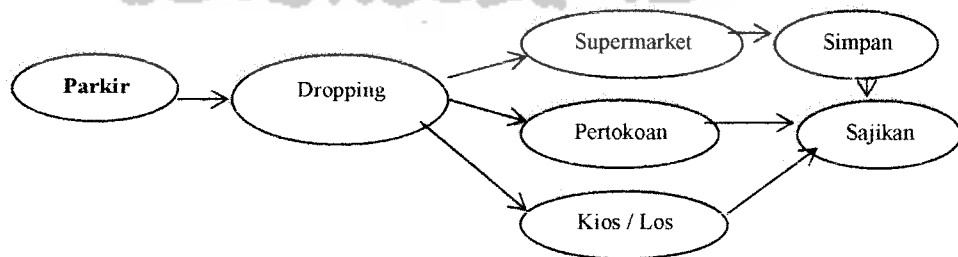 Supermarket
Simpan
Parkir
Dropping
Pertokoan
Sajikan
Kios / Los